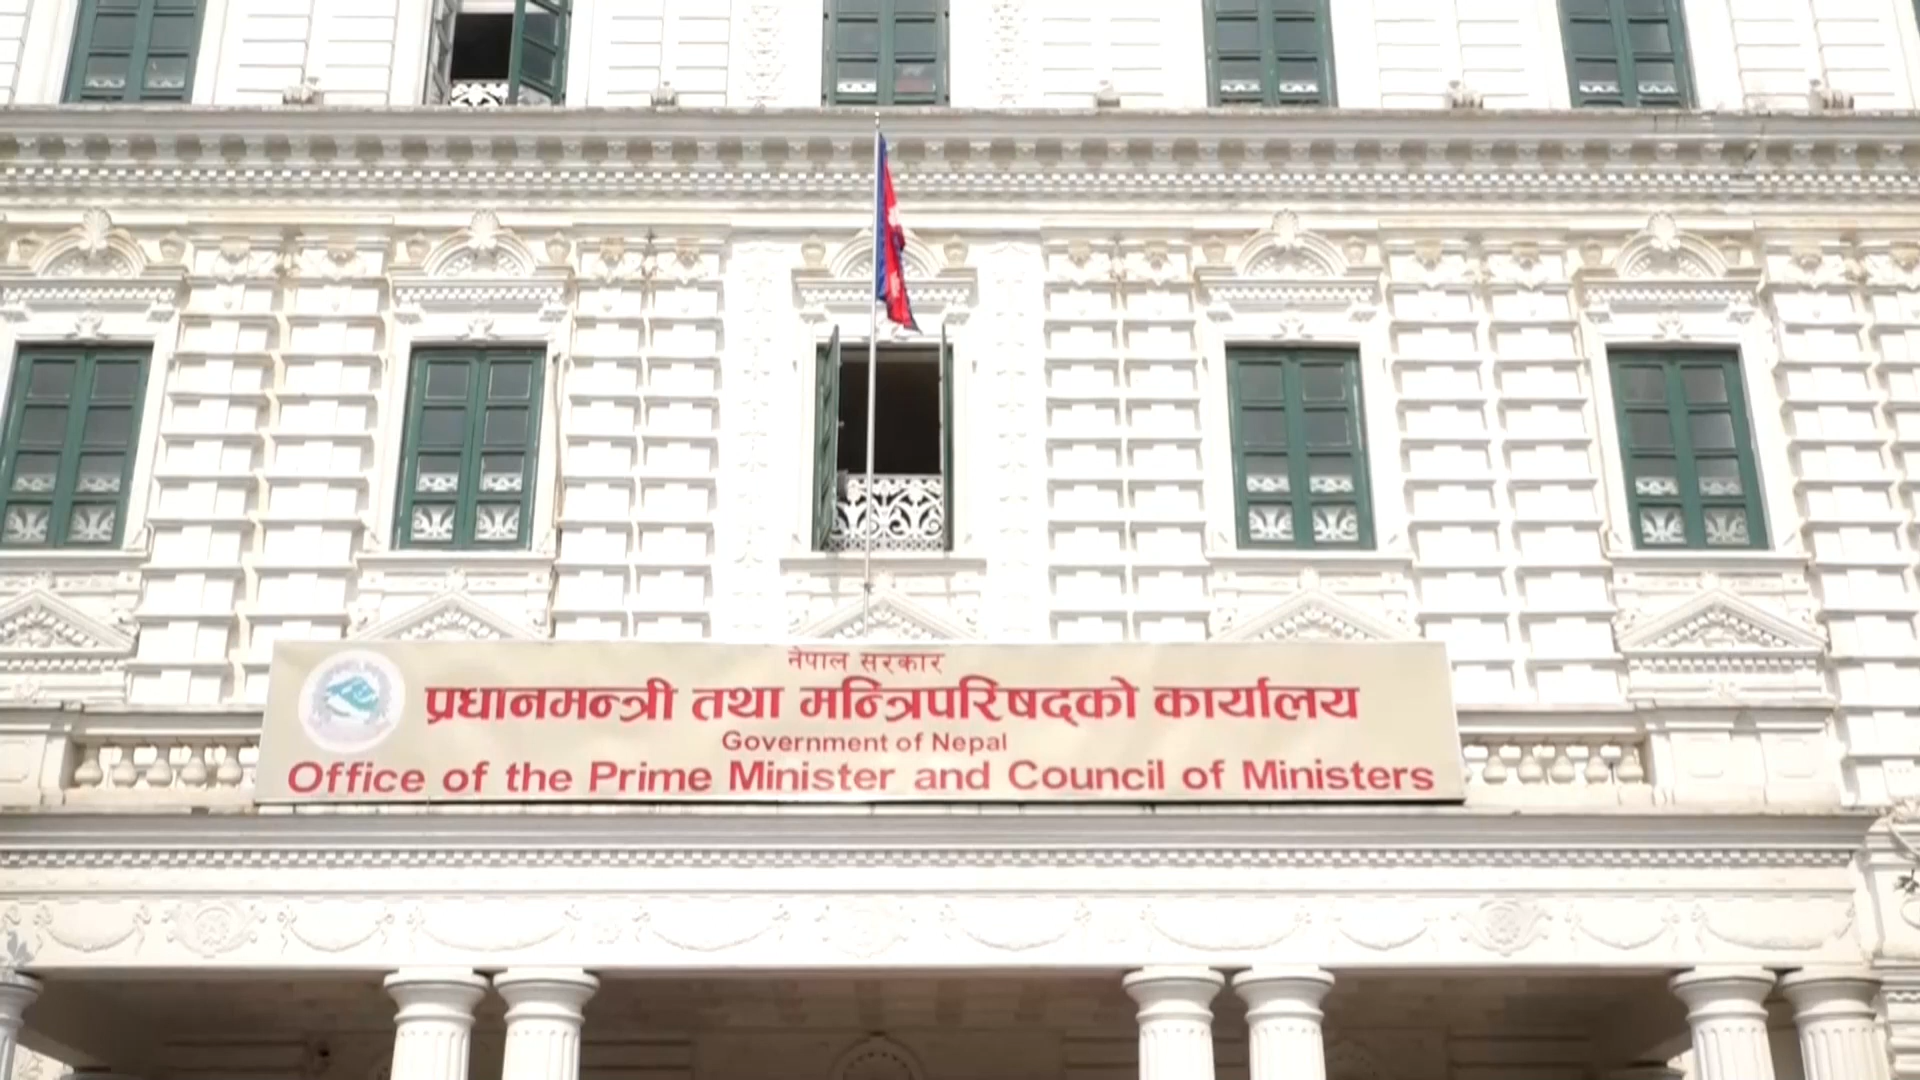 नेपाल सरकार
प्रधानमन्त्री तथा मन्त्रिपरिषदको कार्यालय
Government of Nepal
Office of the Prime Minister and Council of Ministers